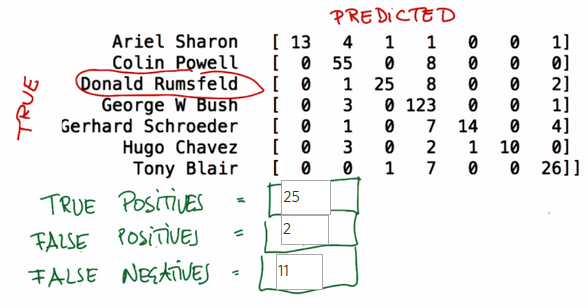 PREDICTED
TRUE
Ariel Sharon [ 13 4 1 1 0 0 1]
Colin Powell [ 0 55 0 8 0 0 0]
Donald Rumsfeld [ 0 1 25 8 0 0 2]
George W Bush [ 0 3 0 123 0 0 1]
Gerhard Schroeder [ 0 1 0 7 14 0 4]
Hugo Chavez [ 0 3 0 2 1 10 0]
Tony Blair [ 0 0 1 7 0 0 26]]
TRUE POSITIVES = 25
FALSE POSITIVES = 2
FALSE NEGATIVES = 11